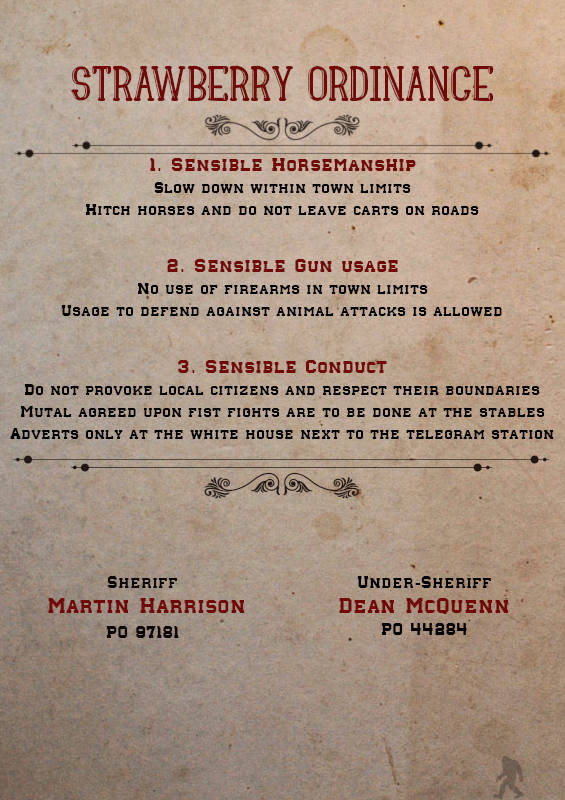 STRAWBERRY ORDINANCE
1. Sensible Horsemanship
Slow down within town limits
Hitch horses and do not leave carts on roads
2. Sensible Gun usage
No use of firearms in town limits
Usage to defend against animal attacks is allowed
3. Sensible Conduct
Do not provoke local citizens and respect their boundaries
Mutal agreed upon fist fights are to be done at the stables
Adverts only at the white house next to the telegram station
Sheriff
Martin Harrison
PO 97181
Under-Sheriff
Dean McQuenn
PO 44284